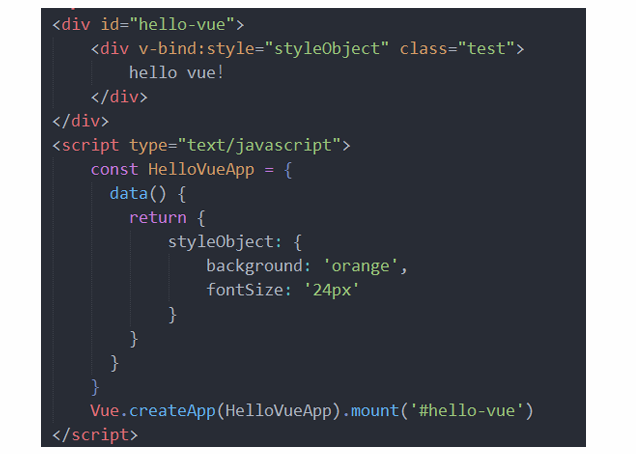 <div id="hello-vue">
<div v-bind:style="styleObject" class="test">
hello vue!
</div>
</div>
<script type="text/javascript">
const HelloVueApp = {
data() {
return {
styleObject: {
background: 'orange',
fontSize: '24px'
}
}
}
}
Vue.createApp(HelloVueApp).mount('#hello-vue')
</script>